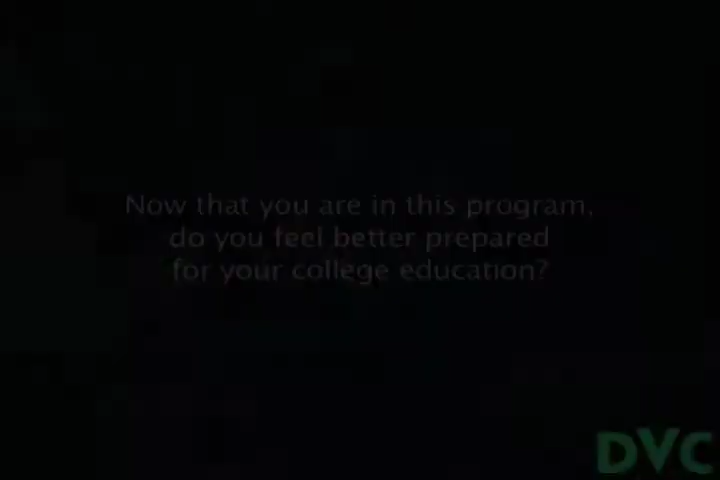 Now that you are in this program,
do you feel better prepared
for your college education?
DVC